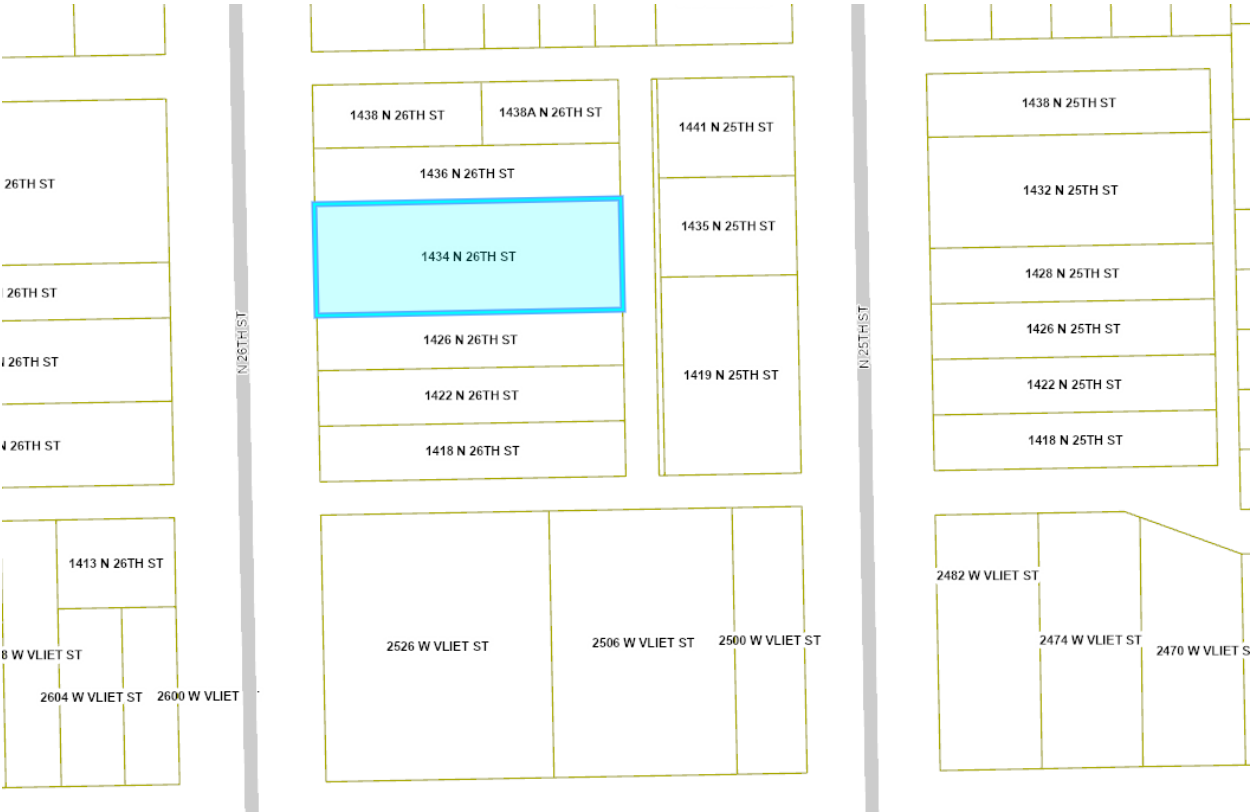 26TH ST
26TH ST
26TH ST
N 26TH ST
1413 N 26TH ST
8 W VLIET ST
2604 W VLIET ST
2600 W VLIET
N 26TH ST
1438 N 26TH ST
1438A N 26TH ST
1436 N 26TH ST
1434 N 26TH ST
1426 N 26TH ST
1422 N 26TH ST
1418 N 26TH ST
1441 N 25TH ST
1435 N 25TH ST
1419 N 25TH ST
2526 W VLIET ST
2506 W VLIET ST
2500 W VLIET ST
N 25TH ST
1438 N 25TH ST
1432 N 25TH ST
1428 N 25TH ST
1426 N 25TH ST
1422 N 25TH ST
1418 N 25TH ST
2482 W VLIET ST
2474 W VLIET ST
2470 W VLIET S